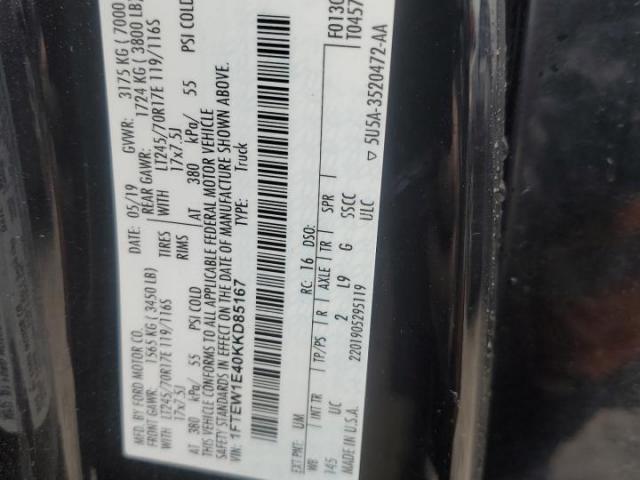 MFD. BY FORD MOTOR CO.
DATE: 05/19 GVWR: 3175 KG ( 7000
FRONT GAWR: 1565 KG ( 3450 LB) REAR GAWR: 1724 KG ( 3800 LB)
WITH LT245/70R17E 119/116S TIRES WITH LT245/70R17E 119/116S
17x7.5J RIMS 17x7.5J
AT 380 kPa/ 55 PSI COLD AT 380 kPa/ 55 PSI COLD
THIS VEHICLE CONFORMS TO ALL APPLICABLE FEDERAL MOTOR VEHICLE
SAFETY STANDARDS IN EFFECT ON THE DATE OF MANUFACTURE SHOWN ABOVE.
VIN: 1FTEW1E40KKD85167
TYPE: Truck
F0130
T0457
EXT PNT: UM RC: 16 DSO:
WB INT TR TP/PS R AXLE TR SPR
145 UC 2 L9 G SSCC
MADE IN U.S.A. 2201905295119 ULC
5U5A-3520472-AA